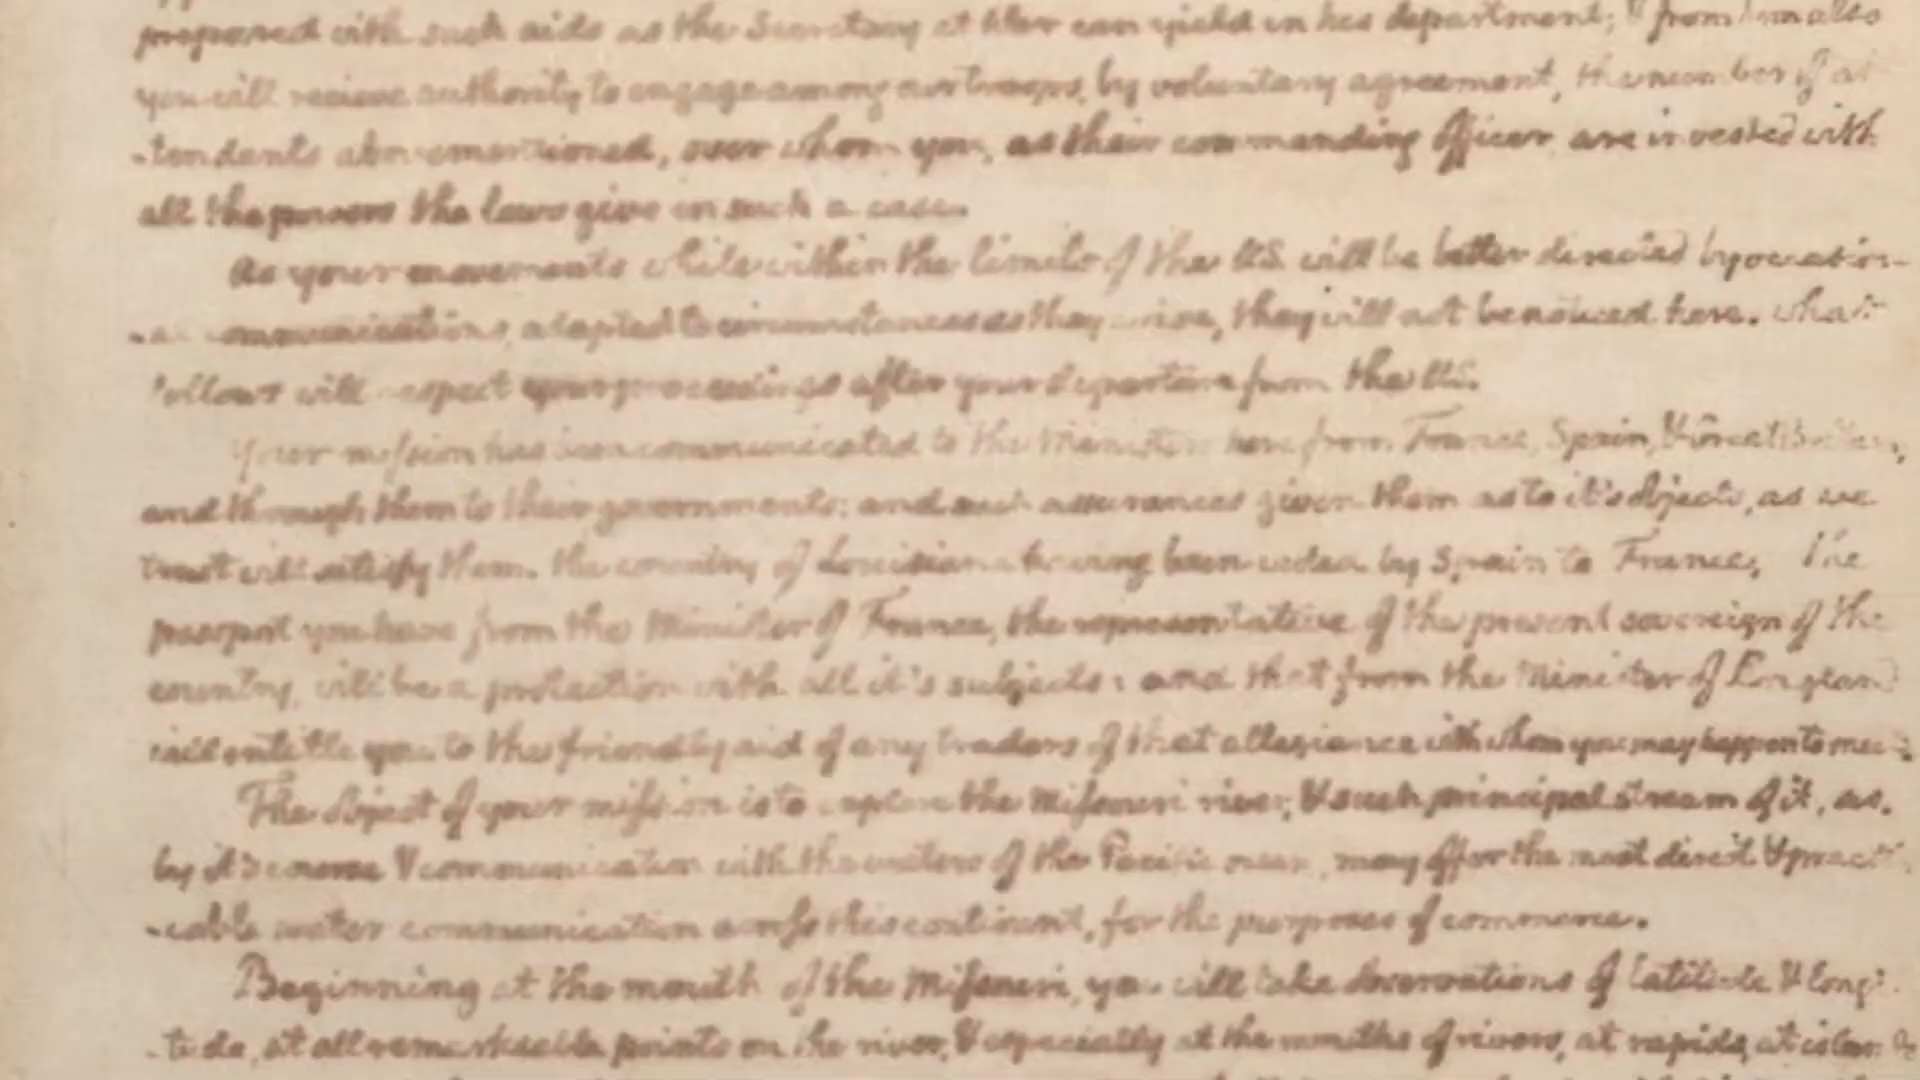 prepared with such aids as the Secretary at War can yield in his department; & from him also
you will recieve authority to engage among our troops, by voluntary agreement, the number of at
-tendants abovementioned, over whom you, as their commanding officer are invested with
all the powers the laws give in such a case.
As your movements while within the limits of the US. will be better directed by occasion-
-al communications, adapted to circumstances as they arise, they will not be noticed here. what
follows will respect your proceedings after your departure from the US.
Your mission has been communicated to the Ministers here from France, Spain, & Great Britain,
and through them to their governments: and such assurances given them as to it's objects, as we
trust will satisfy them. the country of Louisiana having been ceded by Spain to France, the
passport you have from the Minister of France, the representative of the present sovereign of the
country, will be a protection with all it's subjects: and that from the Minister of England
will entitle you to the friendly aid of any traders of that allegiance with whom you may happen to meet.
The object of your mission is to explore the Missouri river, & such principal stream of it, as,
by it's course & communication with the waters of the Pacific ocean, may offer the most direct & practi
-cable water communication across this continent, for the purposes of commerce.
Beginning at the mouth of the Missouri, you will take observations of latitude & longi
-tude, at all remarkeable points on the river, & especially at the mouths of rivers, at rapids, at islands &